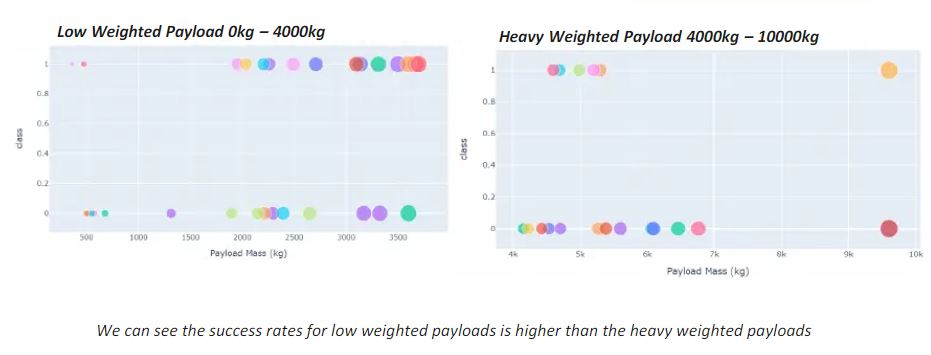 Low Weighted Payload 0kg – 4000kg
Heavy Weighted Payload 4000kg – 10000kg
class
1
0.8
0.6
0.4
0.2
0
500 1000 1500 2000 2500 3000 3500
Payload Mass (kg)
class
1
0.8
0.6
0.4
0.2
0
4k 5k 6k 7k 8k 9k 10k
Payload Mass (kg)
We can see the success rates for low weighted payloads is higher than the heavy weighted payloads